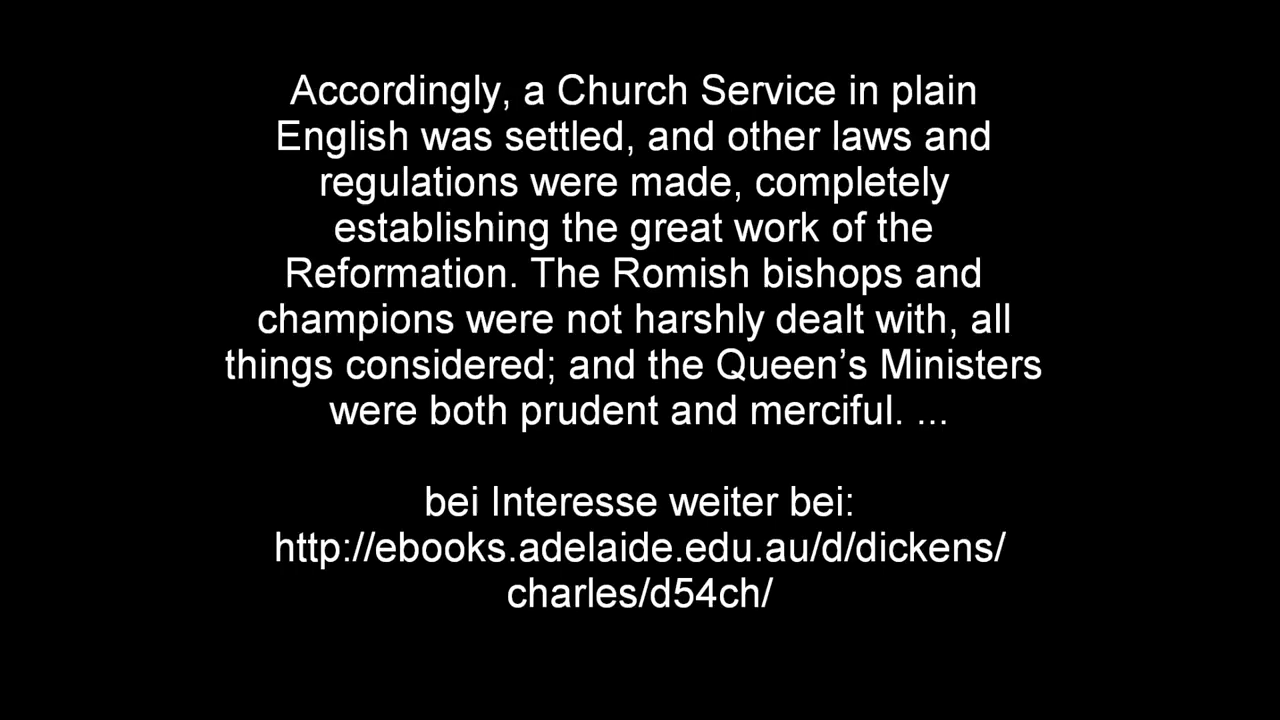 Accordingly, a Church Service in plain
English was settled, and other laws and
regulations were made, completely
establishing the great work of the
Reformation. The Romish bishops and
champions were not harshly dealt with, all
things considered; and the Queen’s Ministers
were both prudent and merciful. ...
bei Interesse weiter bei:
http://ebooks.adelaide.edu.au/d/dickens/
charles/d54ch/